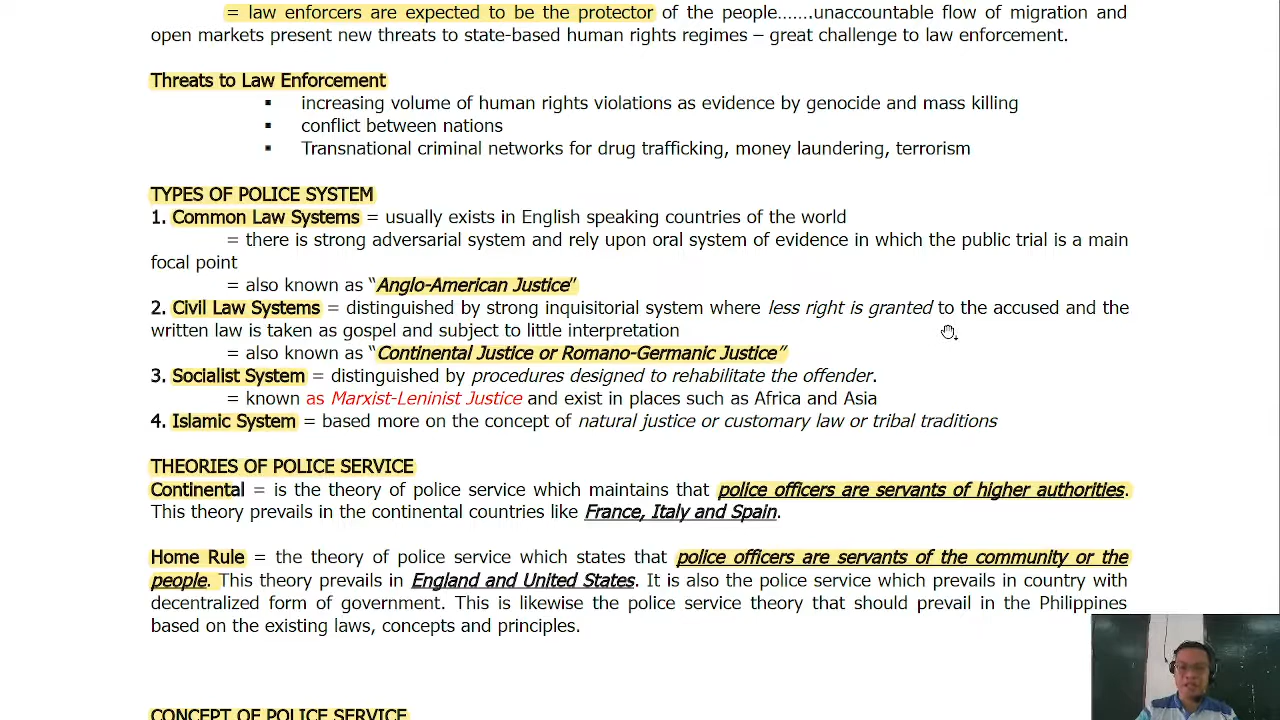 = law enforcers are expected to be the protector of the people…….unaccountable flow of migration and
open markets present new threats to state-based human rights regimes – great challenge to law enforcement.
Threats to Law Enforcement
▪ increasing volume of human rights violations as evidence by genocide and mass killing
▪ conflict between nations
▪ Transnational criminal networks for drug trafficking, money laundering, terrorism
TYPES OF POLICE SYSTEM
1. Common Law Systems = usually exists in English speaking countries of the world
= there is strong adversarial system and rely upon oral system of evidence in which the public trial is a main
focal point
= also known as “Anglo-American Justice”
2. Civil Law Systems = distinguished by strong inquisitorial system where less right is granted to the accused and the
written law is taken as gospel and subject to little interpretation
= also known as “Continental Justice or Romano-Germanic Justice”
3. Socialist System = distinguished by procedures designed to rehabilitate the offender.
= known as Marxist-Leninist Justice and exist in places such as Africa and Asia
4. Islamic System = based more on the concept of natural justice or customary law or tribal traditions
THEORIES OF POLICE SERVICE
Continental = is the theory of police service which maintains that police officers are servants of higher authorities.
This theory prevails in the continental countries like France, Italy and Spain.
Home Rule = the theory of police service which states that police officers are servants of the community or the
people. This theory prevails in England and United States. It is also the police service which prevails in country with
decentralized form of government. This is likewise the police service theory that should prevail in the Philippines
based on the existing laws, concepts and principles.
CONCEPT OF POLICE SERVICE